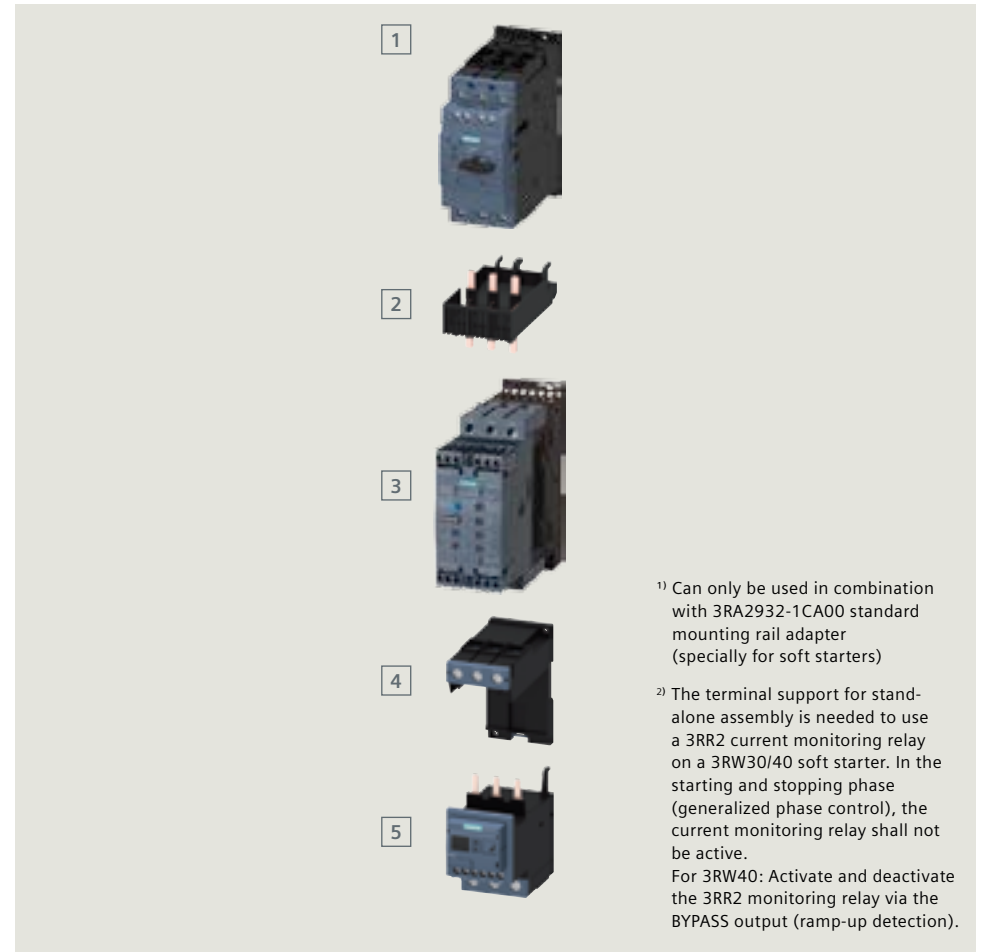 1
2
3
4
5
¹⁾ Can only be used in combination
with 3RA2932-1CA00 standard
mounting rail adapter
(specially for soft starters)
²⁾ The terminal support for stand-
alone assembly is needed to use
a 3RR2 current monitoring relay
on a 3RW30/40 soft starter. In the
starting and stopping phase
(generalized phase control), the
current monitoring relay shall not
be active.
For 3RW40: Activate and deactivate
the 3RR2 monitoring relay via the
BYPASS output (ramp-up detection).